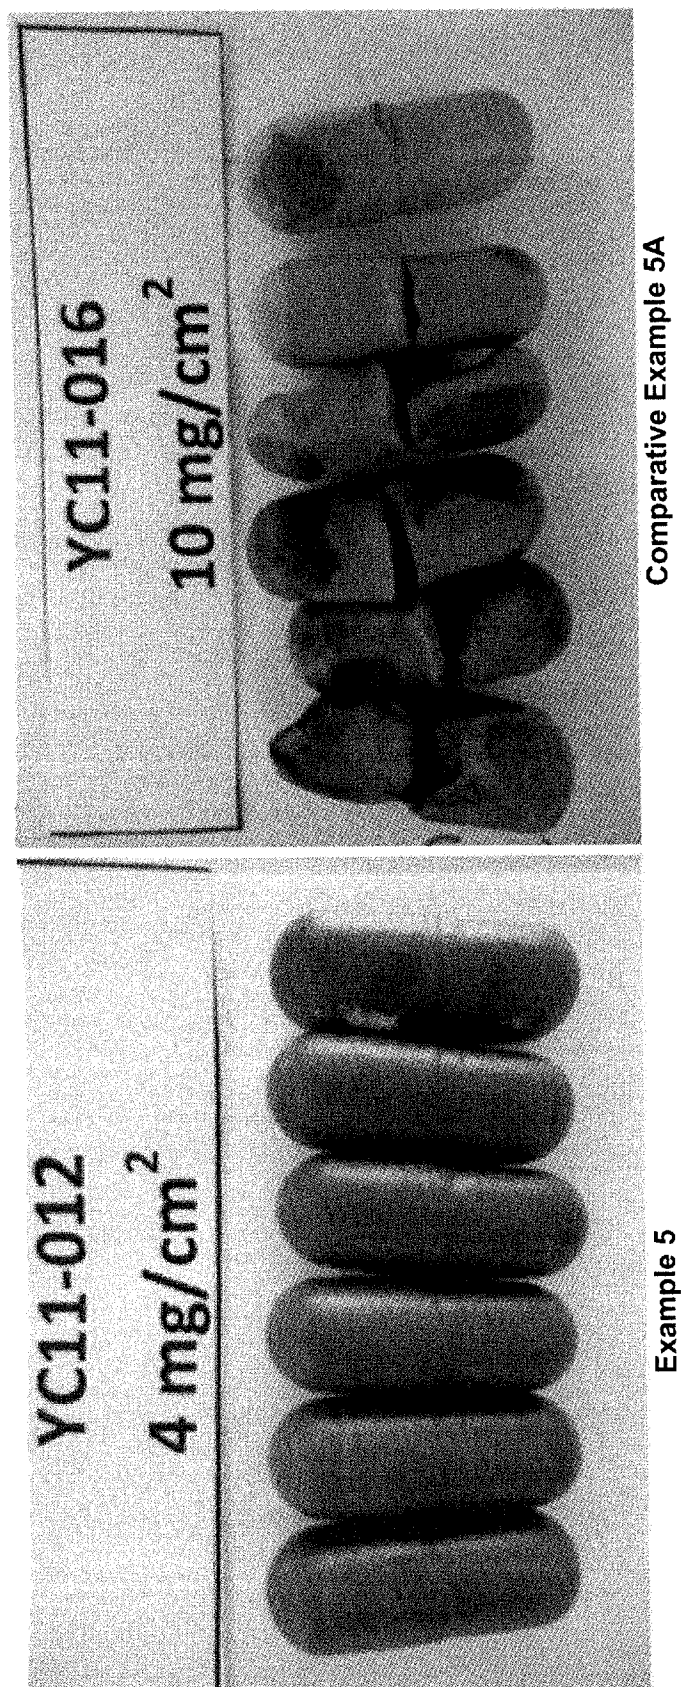 YC11-012
4 mg/cm²
Example 5
YC11-016
10 mg/cm²
Comparative Example 5A